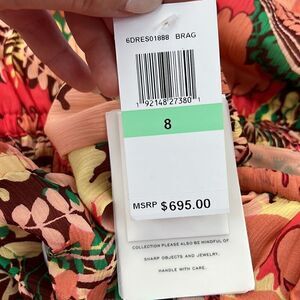 6DRES01888 BRAG
1 92148 27380 1
8
MSRP $695.00
COLLECTION PLEASE ALSO BE MINDFUL OF
SHARP OBJECTS AND JEWELRY.
HANDLE WITH CARE.